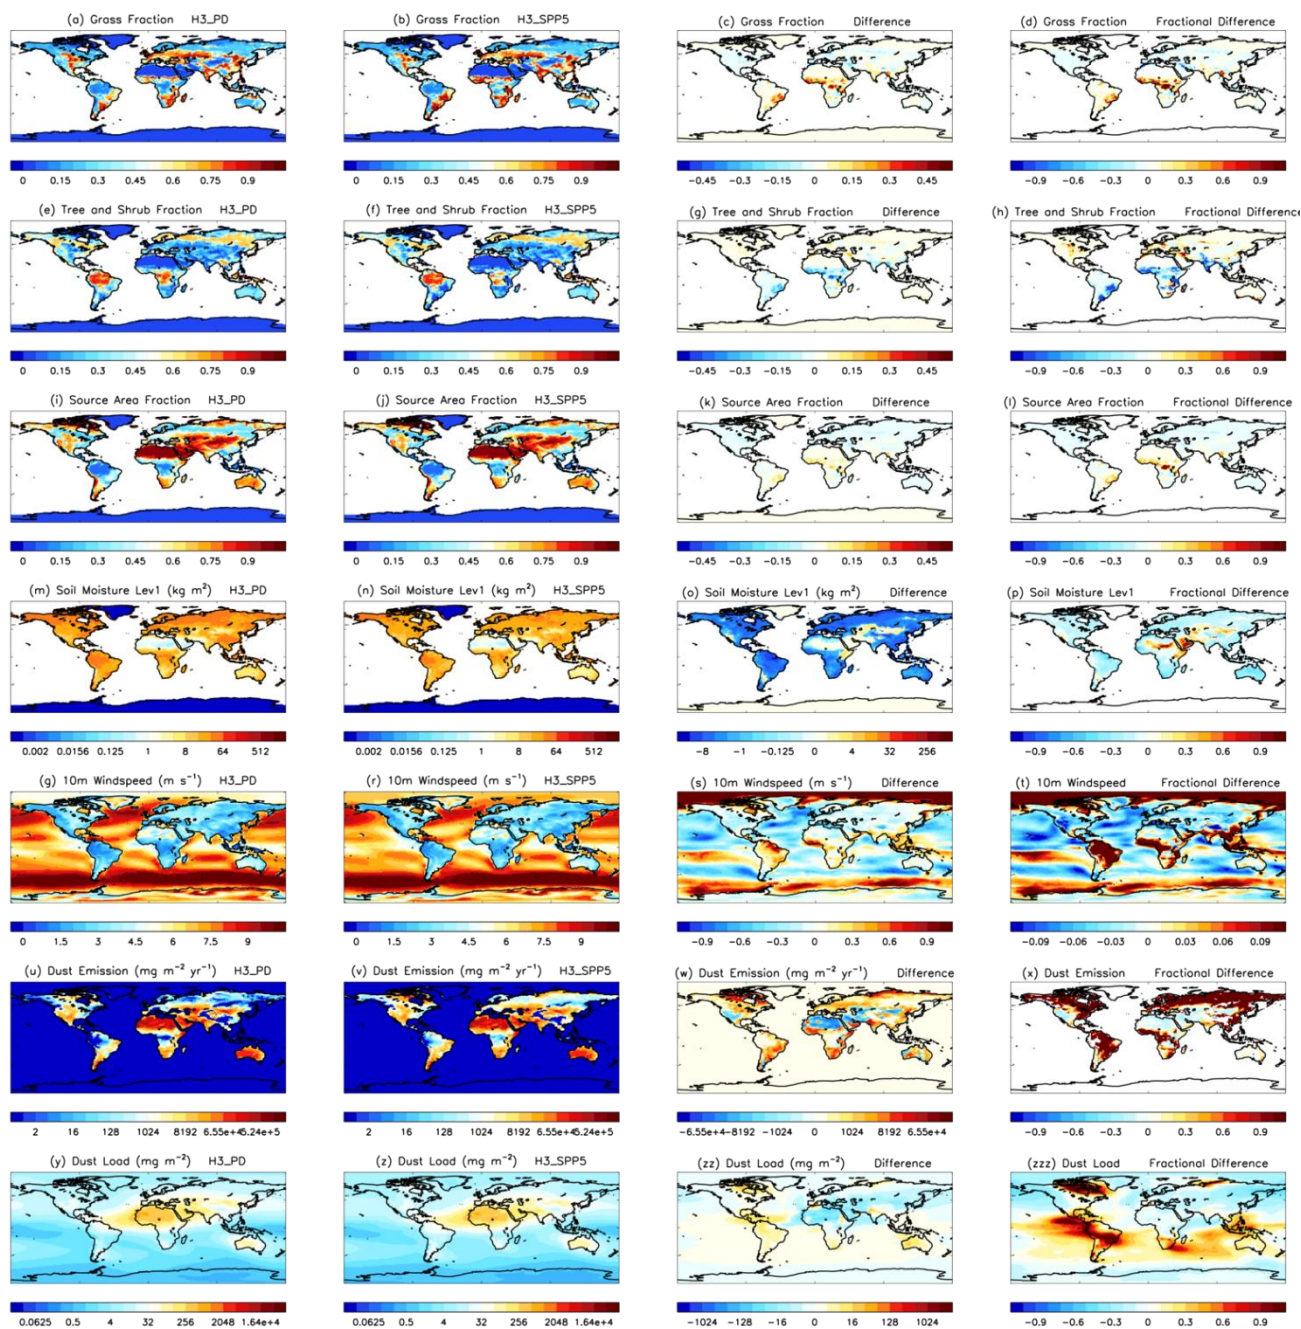 (a) Grass Fraction H3_PD
(b) Grass Fraction H3_SPP5
(c) Grass Fraction Difference
(d) Grass Fraction Fractional Difference
0 0.15 0.3 0.45 0.6 0.75 0.9
0 0.15 0.3 0.45 0.6 0.75 0.9
−0.45 −0.3 −0.15 0 0.15 0.3 0.45
−0.9 −0.6 −0.3 0 0.3 0.6 0.9
(e) Tree and Shrub Fraction H3_PD
(f) Tree and Shrub Fraction H3_SPP5
(g) Tree and Shrub Fraction Difference
(h) Tree and Shrub Fraction Fractional Difference
0 0.15 0.3 0.45 0.6 0.75 0.9
0 0.15 0.3 0.45 0.6 0.75 0.9
−0.45 −0.3 −0.15 0 0.15 0.3 0.45
−0.9 −0.6 −0.3 0 0.3 0.6 0.9
(i) Source Area Fraction H3_PD
(j) Source Area Fraction H3_SPP5
(k) Source Area Fraction Difference
(l) Source Area Fraction Fractional Difference
0 0.15 0.3 0.45 0.6 0.75 0.9
0 0.15 0.3 0.45 0.6 0.75 0.9
−0.45 −0.3 −0.15 0 0.15 0.3 0.45
−0.9 −0.6 −0.3 0 0.3 0.6 0.9
(m) Soil Moisture Lev1 (kg m²) H3_PD
(n) Soil Moisture Lev1 (kg m²) H3_SPP5
(o) Soil Moisture Lev1 (kg m²) Difference
(p) Soil Moisture Lev1 Fractional Difference
0.002 0.0156 0.125 1 8 64 512
0.002 0.0156 0.125 1 8 64 512
−8 −1 −0.125 0 4 32 256
−0.9 −0.6 −0.3 0 0.3 0.6 0.9
(q) 10m Windspeed (m s⁻¹) H3_PD
(r) 10m Windspeed (m s⁻¹) H3_SPP5
(s) 10m Windspeed (m s⁻¹) Difference
(t) 10m Windspeed Fractional Difference
0 1.5 3 4.5 6 7.5 9
0 1.5 3 4.5 6 7.5 9
−0.9 −0.6 −0.3 0 0.3 0.6 0.9
−0.09 −0.06 −0.03 0 0.03 0.06 0.09
(u) Dust Emission (mg m⁻² yr⁻¹) H3_PD
(v) Dust Emission (mg m⁻² yr⁻¹) H3_SPP5
(w) Dust Emission (mg m⁻² yr⁻¹) Difference
(x) Dust Emission Fractional Difference
2 16 128 1024 8192 6.55e+4 5.24e+5
2 16 128 1024 8192 6.55e+4 5.24e+5
−6.55e+4 −8192 −1024 0 1024 8192 6.55e+4
−0.9 −0.6 −0.3 0 0.3 0.6 0.9
(y) Dust Load (mg m⁻²) H3_PD
(z) Dust Load (mg m⁻²) H3_SPP5
(zz) Dust Load (mg m⁻²) Difference
(zzz) Dust Load Fractional Difference
0.0625 0.5 4 32 256 2048 1.64e+4
0.0625 0.5 4 32 256 2048 1.64e+4
−1024 −128 −16 0 16 128 1024
−0.9 −0.6 −0.3 0 0.3 0.6 0.9